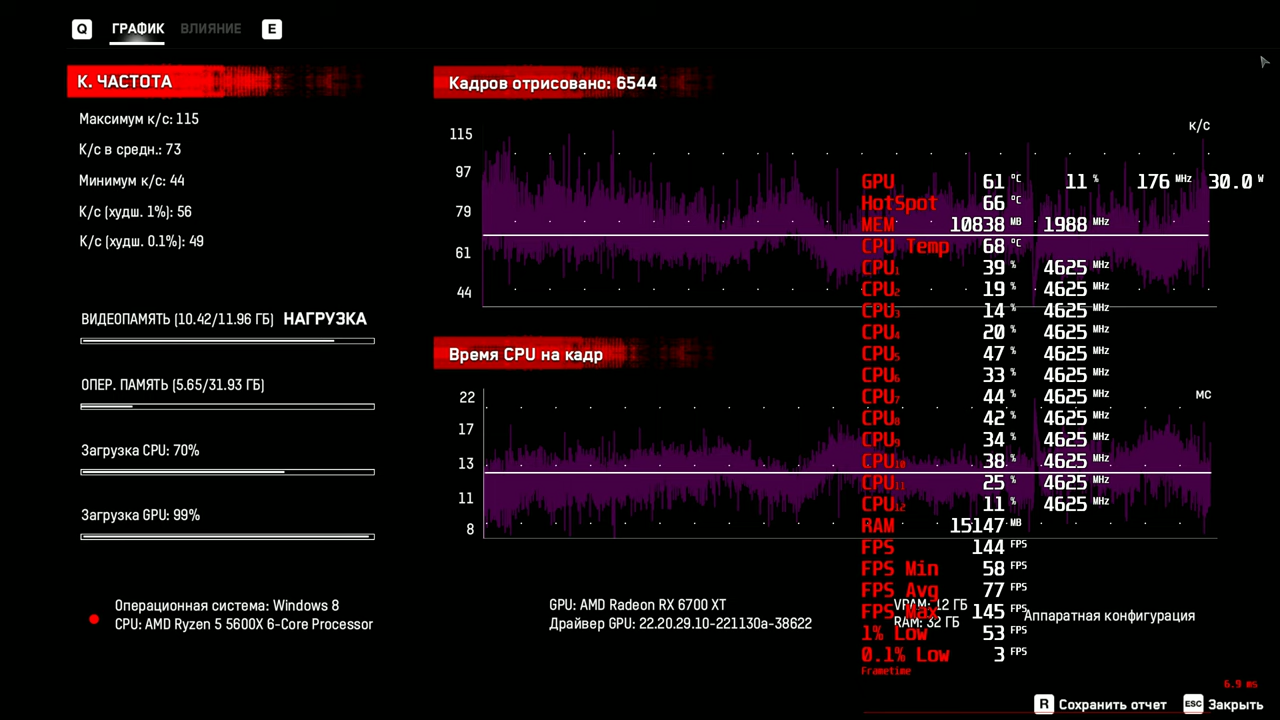 Q ГРАФИК ВЛИЯНИЕ E
К. ЧАСТОТА
Максимум к/с: 115
К/с в средн.: 73
Минимум к/с: 44
К/с (худш. 1%): 56
К/с (худш. 0.1%): 49
ВИДЕОПАМЯТЬ (10.42/11.96 ГБ) НАГРУЗКА
ОПЕР. ПАМЯТЬ (5.65/31.93 ГБ)
Загрузка CPU: 70%
Загрузка GPU: 99%
Кадров отрисовано: 6544
к/с
115
97
79
61
44
Время CPU на кадр
мс
22
17
13
11
8
GPU 61 °C 11 % 176 MHz 30.0 W
HotSpot 66 °C
MEM 10838 MB 1988 MHz
CPU Temp 68 °C
CPU1 39 % 4625 MHz
CPU2 19 % 4625 MHz
CPU3 14 % 4625 MHz
CPU4 20 % 4625 MHz
CPU5 47 % 4625 MHz
CPU6 33 % 4625 MHz
CPU7 44 % 4625 MHz
CPU8 42 % 4625 MHz
CPU9 34 % 4625 MHz
CPU10 38 % 4625 MHz
CPU11 25 % 4625 MHz
CPU12 11 % 4625 MHz
RAM 15147 MB
FPS 144 FPS
FPS Min 58 FPS
FPS Avg 77 FPS
FPS Max 145 FPS
1% Low 53 FPS
0.1% Low 3 FPS
Frametime
6.9 ms
Операционная система: Windows 8
CPU: AMD Ryzen 5 5600X 6-Core Processor
GPU: AMD Radeon RX 6700 XT
Драйвер GPU: 22.20.29.10-221130a-38622
VRAM: 12 ГБ
RAM: 32 ГБ
Аппаратная конфигурация
R Сохранить отчет ESC Закрыть